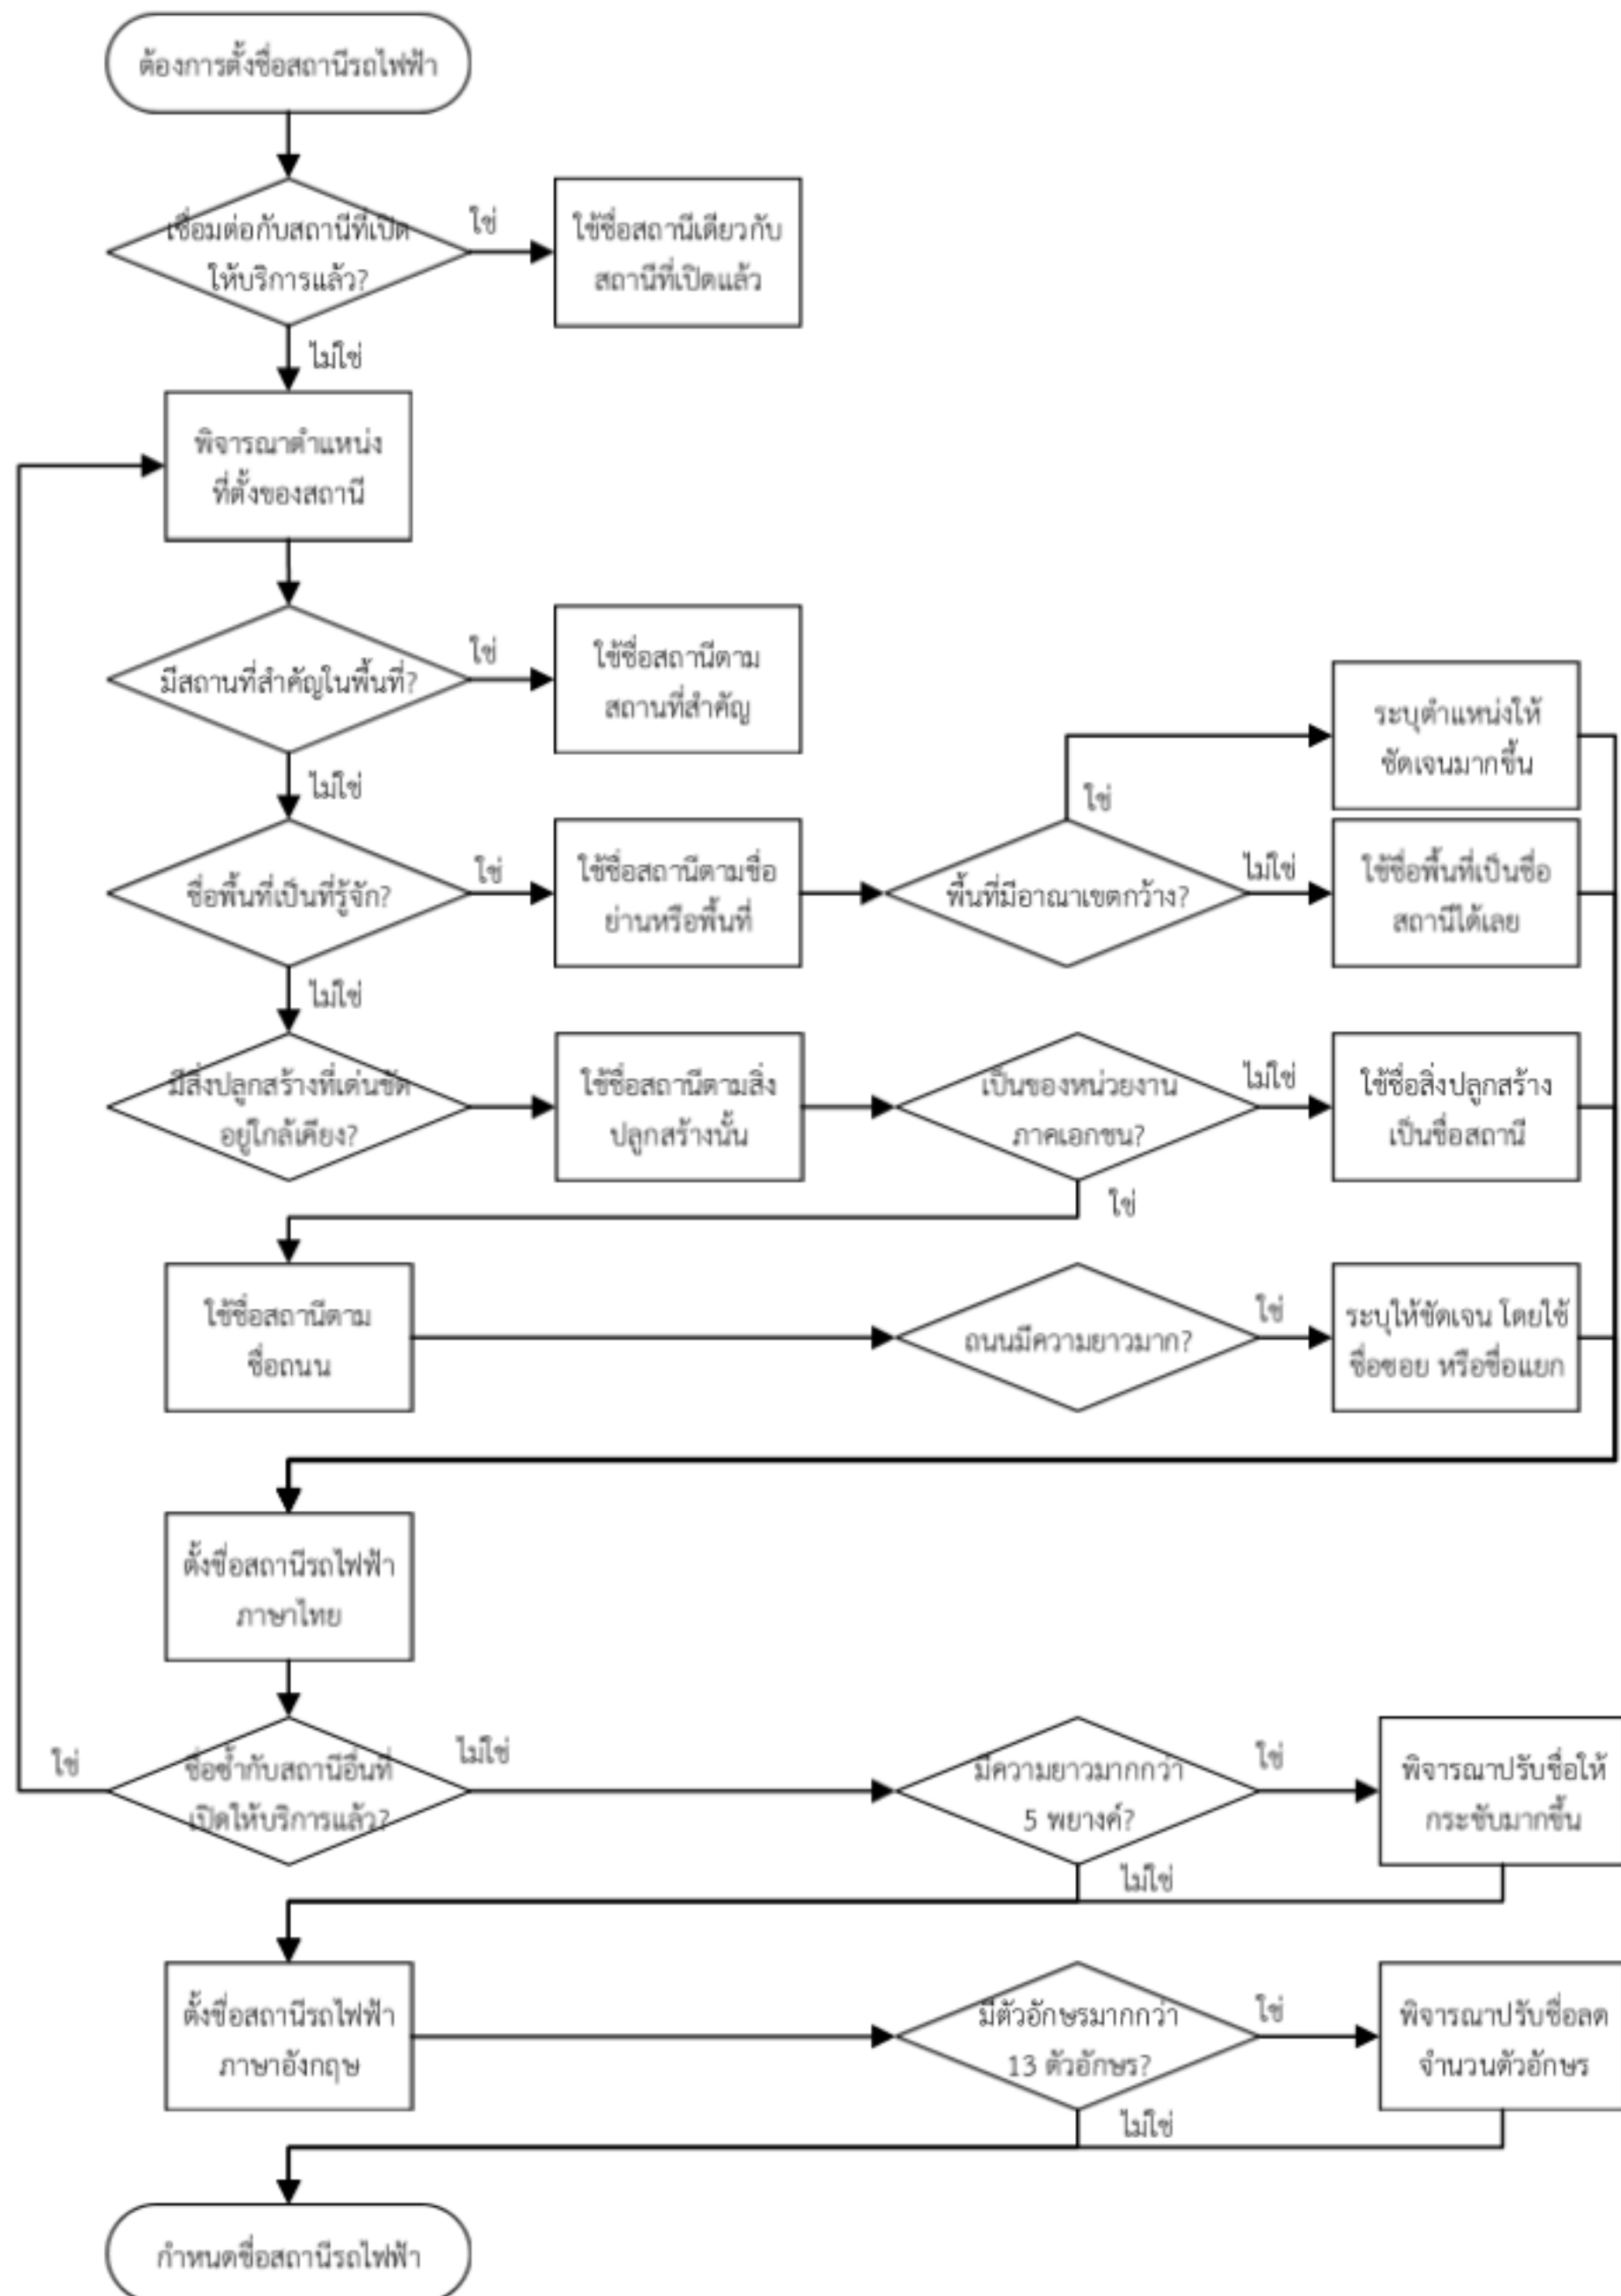 ต้องการตั้งชื่อสถานีรถไฟฟ้า
เชื่อมต่อกับสถานีที่เปิด
ให้บริการแล้ว?
ใช่
ใช้ชื่อสถานีเดียวกับ
สถานีที่เปิดแล้ว
ไม่ใช่
พิจารณาตำแหน่ง
ที่ตั้งของสถานี
มีสถานที่สำคัญในพื้นที่?
ใช่
ใช้ชื่อสถานีตาม
สถานที่สำคัญ
ไม่ใช่
ชื่อพื้นที่เป็นที่รู้จัก?
ใช่
ใช้ชื่อสถานีตามชื่อ
ย่านหรือพื้นที่
พื้นที่มีอาณาเขตกว้าง?
ใช่
ระบุตำแหน่งให้
ชัดเจนมากขึ้น
ไม่ใช่
ใช้ชื่อพื้นที่เป็นชื่อ
สถานีได้เลย
ไม่ใช่
มีสิ่งปลูกสร้างที่เด่นชัด
อยู่ใกล้เคียง?
ใช้ชื่อสถานีตามสิ่ง
ปลูกสร้างนั้น
เป็นของหน่วยงาน
ภาคเอกชน?
ไม่ใช่
ใช้ชื่อสิ่งปลูกสร้าง
เป็นชื่อสถานี
ใช่
ใช้ชื่อสถานีตาม
ชื่อถนน
ถนนมีความยาวมาก?
ใช่
ระบุให้ชัดเจน โดยใช้
ชื่อซอย หรือชื่อแยก
ตั้งชื่อสถานีรถไฟฟ้า
ภาษาไทย
ใช่
ชื่อซ้ำกับสถานีอื่นที่
เปิดให้บริการแล้ว?
ไม่ใช่
มีความยาวมากกว่า
5 พยางค์?
ใช่
พิจารณาปรับชื่อให้
กระชับมากขึ้น
ไม่ใช่
ตั้งชื่อสถานีรถไฟฟ้า
ภาษาอังกฤษ
มีตัวอักษรมากกว่า
13 ตัวอักษร?
ใช่
พิจารณาปรับชื่อลด
จำนวนตัวอักษร
ไม่ใช่
กำหนดชื่อสถานีรถไฟฟ้า